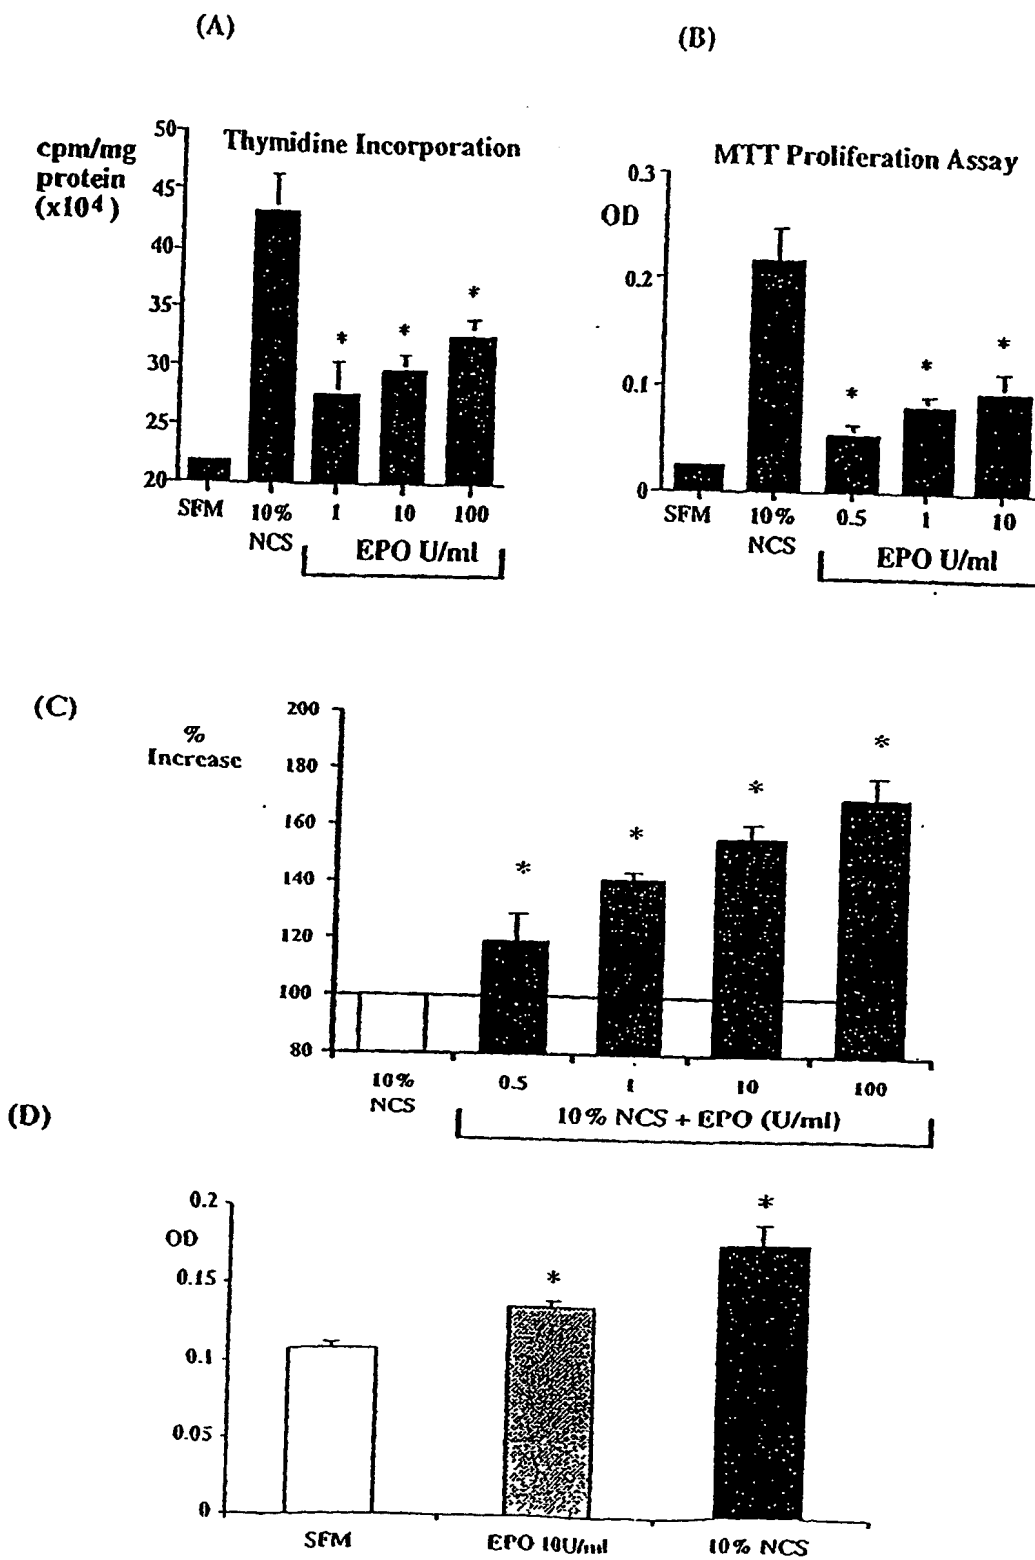 (A)
Thymidine Incorporation
cpm/mg
protein
(x10⁴)
50
45
40
35
30
25
20
*
*
*
SFM
10%
NCS
1
10
100
EPO U/ml
(B)
MTT Proliferation Assay
OD
0.3
0.2
0.1
0
*
*
*
SFM
10%
NCS
0.5
1
10
EPO U/ml
(C)
%
Increase
200
180
160
140
120
100
80
*
*
*
*
10%
NCS
0.5
1
10
100
10% NCS + EPO (U/ml)
(D)
OD
0.2
0.15
0.1
0.05
0
*
*
SFM
EPO 10U/ml
10% NCS